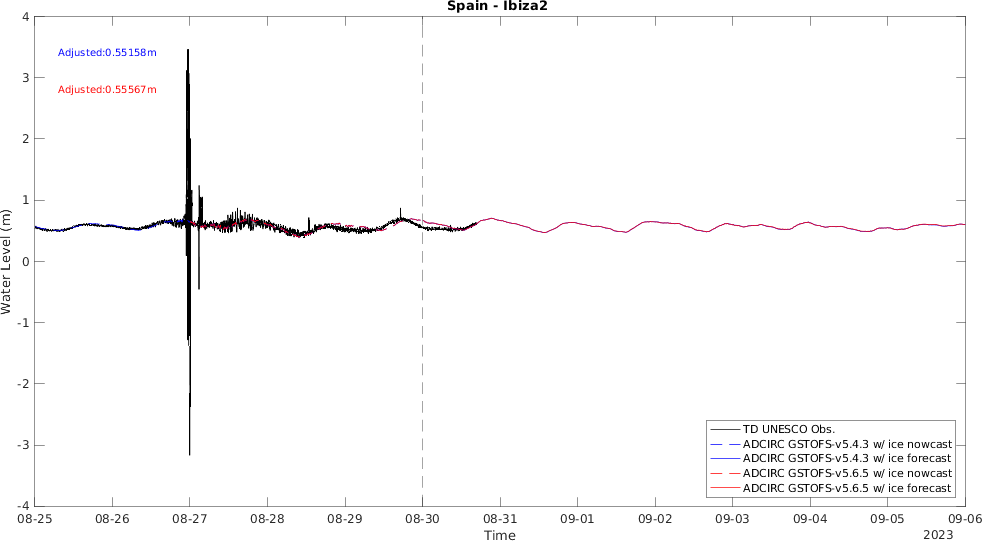 Spain - Ibiza2
4
3
2
1
0
-1
-2
-3
-4
Water Level (m)
Adjusted:0.55158m
Adjusted:0.55567m
TD UNESCO Obs.
ADCIRC GSTOFS-v5.4.3 w/ ice nowcast
ADCIRC GSTOFS-v5.4.3 w/ ice forecast
ADCIRC GSTOFS-v5.6.5 w/ ice nowcast
ADCIRC GSTOFS-v5.6.5 w/ ice forecast
08-25 08-26 08-27 08-28 08-29 08-30 08-31 09-01 09-02 09-03 09-04 09-05 09-06
Time
2023